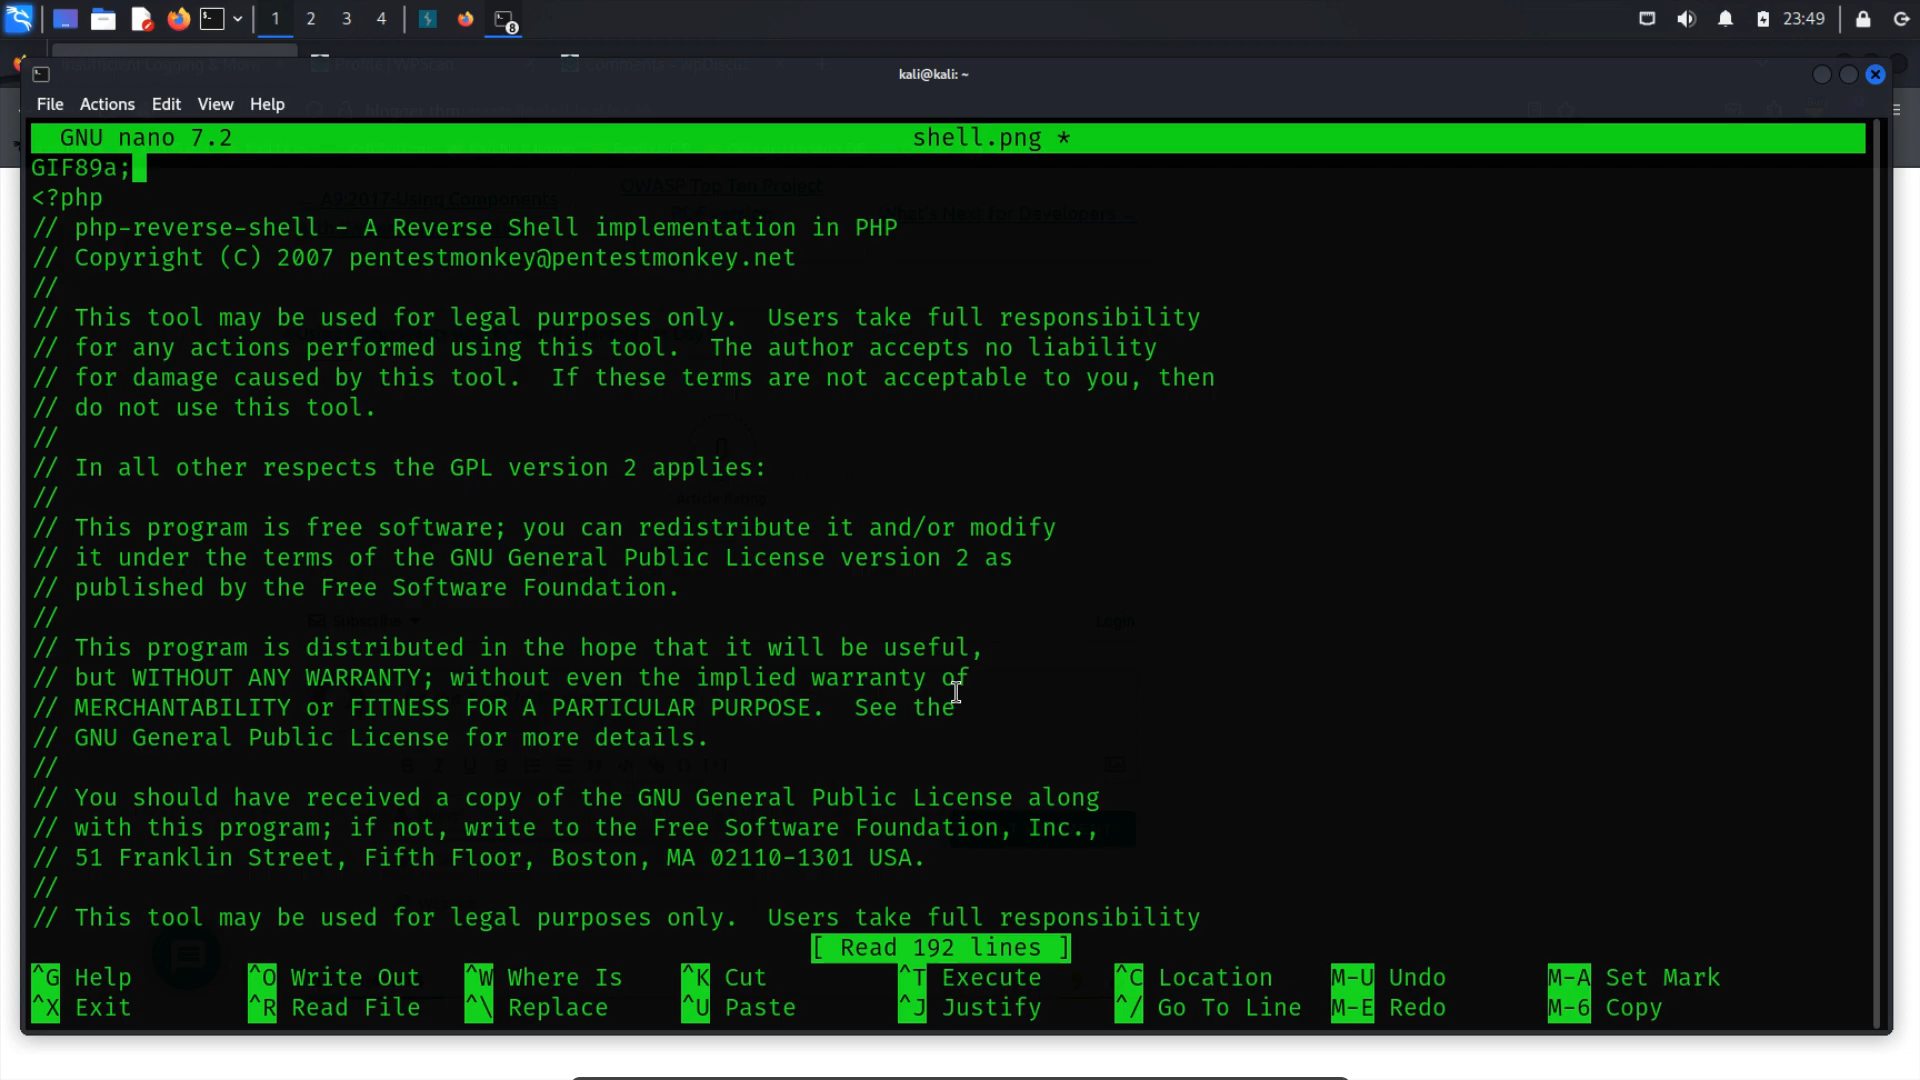 1 2 3 4
8
23:49
kali@kali: ~
File Actions Edit View Help
GNU nano 7.2 shell.png *
GIF89a;
<?php
// php-reverse-shell - A Reverse Shell implementation in PHP
// Copyright (C) 2007 pentestmonkey@pentestmonkey.net
//
// This tool may be used for legal purposes only.  Users take full responsibility
// for any actions performed using this tool.  The author accepts no liability
// for damage caused by this tool.  If these terms are not acceptable to you, then
// do not use this tool.
//
// In all other respects the GPL version 2 applies:
//
// This program is free software; you can redistribute it and/or modify
// it under the terms of the GNU General Public License version 2 as
// published by the Free Software Foundation.
//
// This program is distributed in the hope that it will be useful,
// but WITHOUT ANY WARRANTY; without even the implied warranty of
// MERCHANTABILITY or FITNESS FOR A PARTICULAR PURPOSE.  See the
// GNU General Public License for more details.
//
// You should have received a copy of the GNU General Public License along
// with this program; if not, write to the Free Software Foundation, Inc.,
// 51 Franklin Street, Fifth Floor, Boston, MA 02110-1301 USA.
//
// This tool may be used for legal purposes only.  Users take full responsibility
[ Read 192 lines ]
^G Help ^O Write Out ^W Where Is ^K Cut ^T Execute ^C Location M-U Undo M-A Set Mark
^X Exit ^R Read File ^\ Replace ^U Paste ^J Justify ^/ Go To Line M-E Redo M-6 Copy